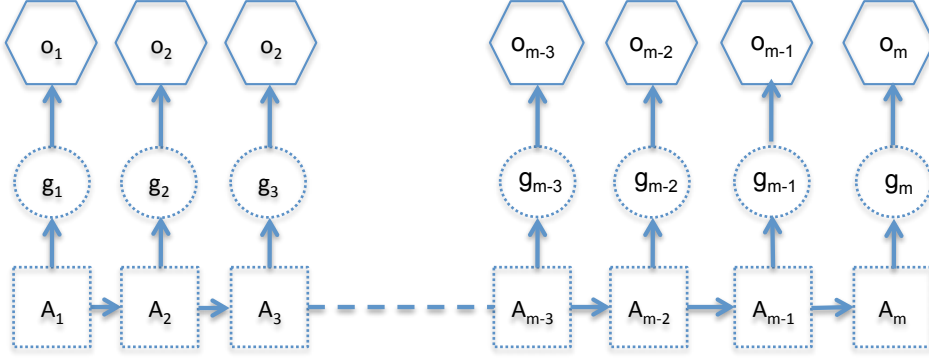 o₁ o₂ o₂ oₘ₋₃ oₘ₋₂ oₘ₋₁ oₘ
g₁ g₂ g₃ gₘ₋₃ gₘ₋₂ gₘ₋₁ gₘ
A₁ A₂ A₃ Aₘ₋₃ Aₘ₋₂ Aₘ₋₁ Aₘ